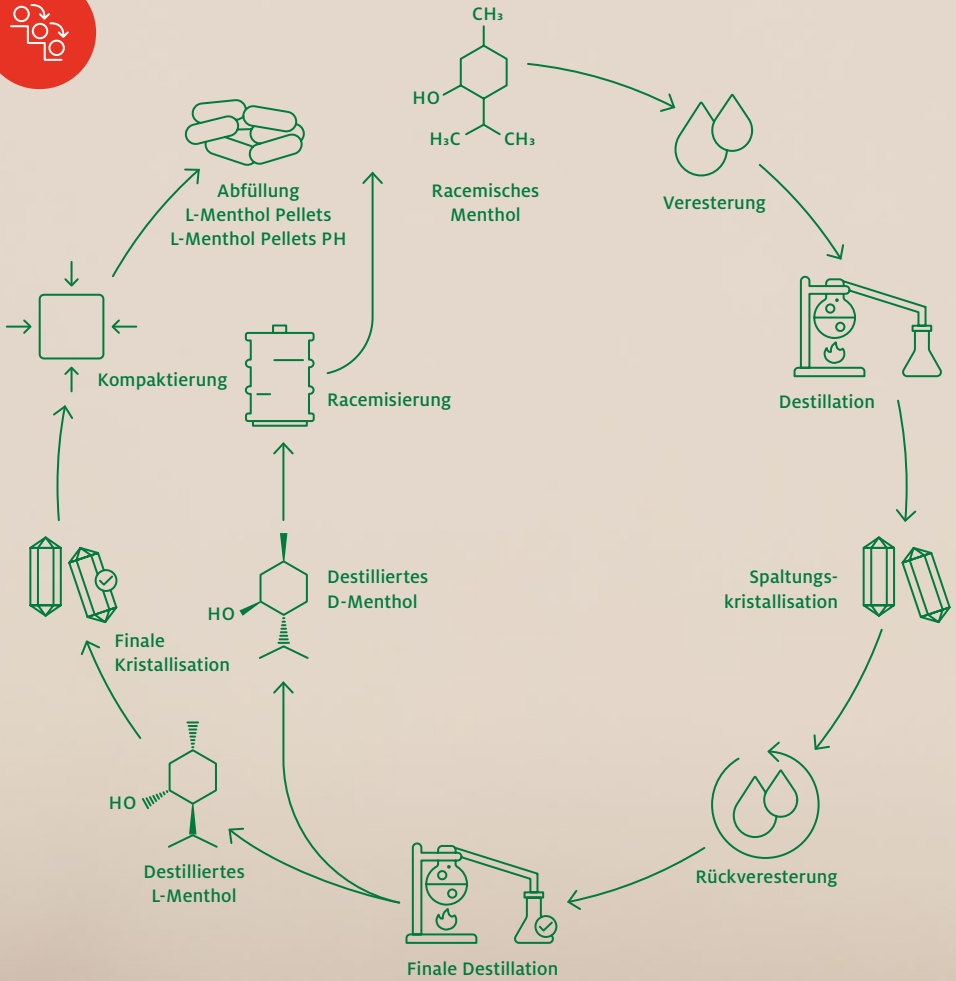 CH₃
HO
H₃C
CH₃
Racemisches
Menthol
Veresterung
Destillation
Spaltungs-
kristallisation
Rückveresterung
Finale Destillation
Destilliertes
L-Menthol
HO
Finale
Kristallisation
Kompaktierung
Abfüllung
L-Menthol Pellets
L-Menthol Pellets PH
Destilliertes
D-Menthol
HO
Racemisierung